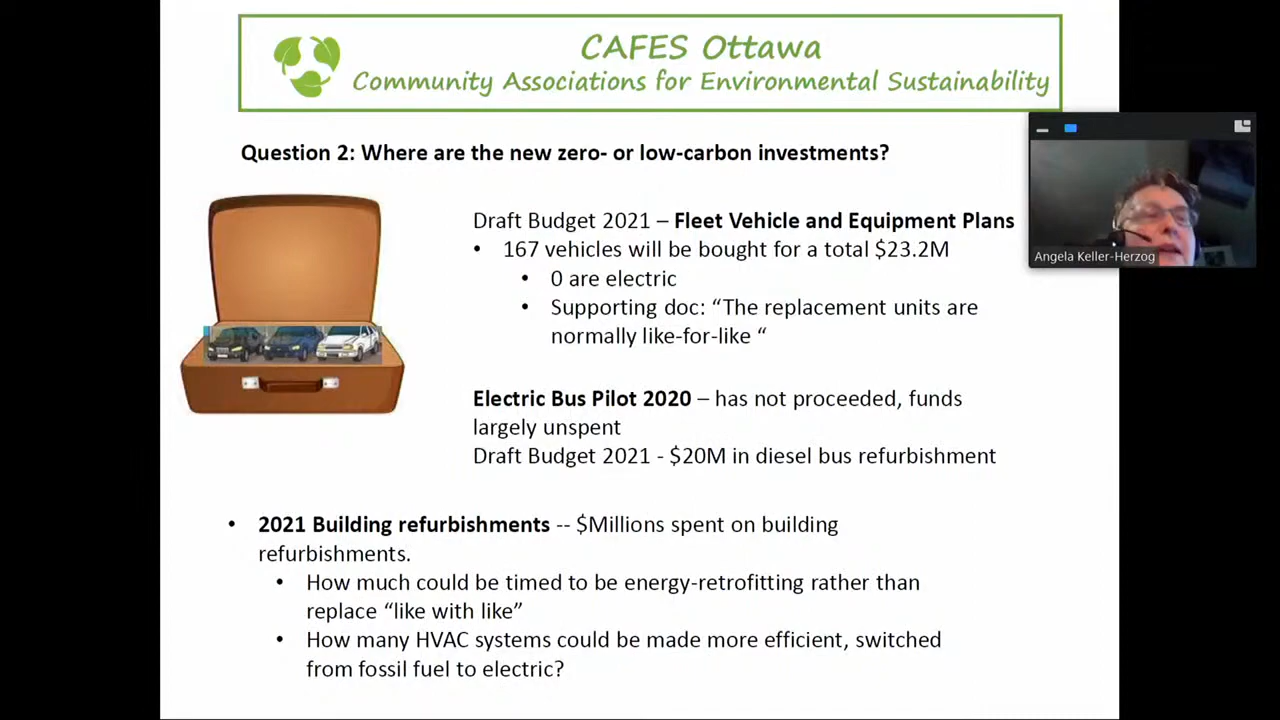 CAFES Ottawa
Community Associations for Environmental Sustainability
Question 2: Where are the new zero- or low-carbon investments?
Draft Budget 2021 – Fleet Vehicle and Equipment Plans
• 167 vehicles will be bought for a total $23.2M
• 0 are electric
• Supporting doc: “The replacement units are
normally like-for-like “
Electric Bus Pilot 2020 – has not proceeded, funds
largely unspent
Draft Budget 2021 - $20M in diesel bus refurbishment
• 2021 Building refurbishments -- $Millions spent on building
refurbishments.
• How much could be timed to be energy-retrofitting rather than
replace “like with like”
• How many HVAC systems could be made more efficient, switched
from fossil fuel to electric?
Angela Keller-Herzog